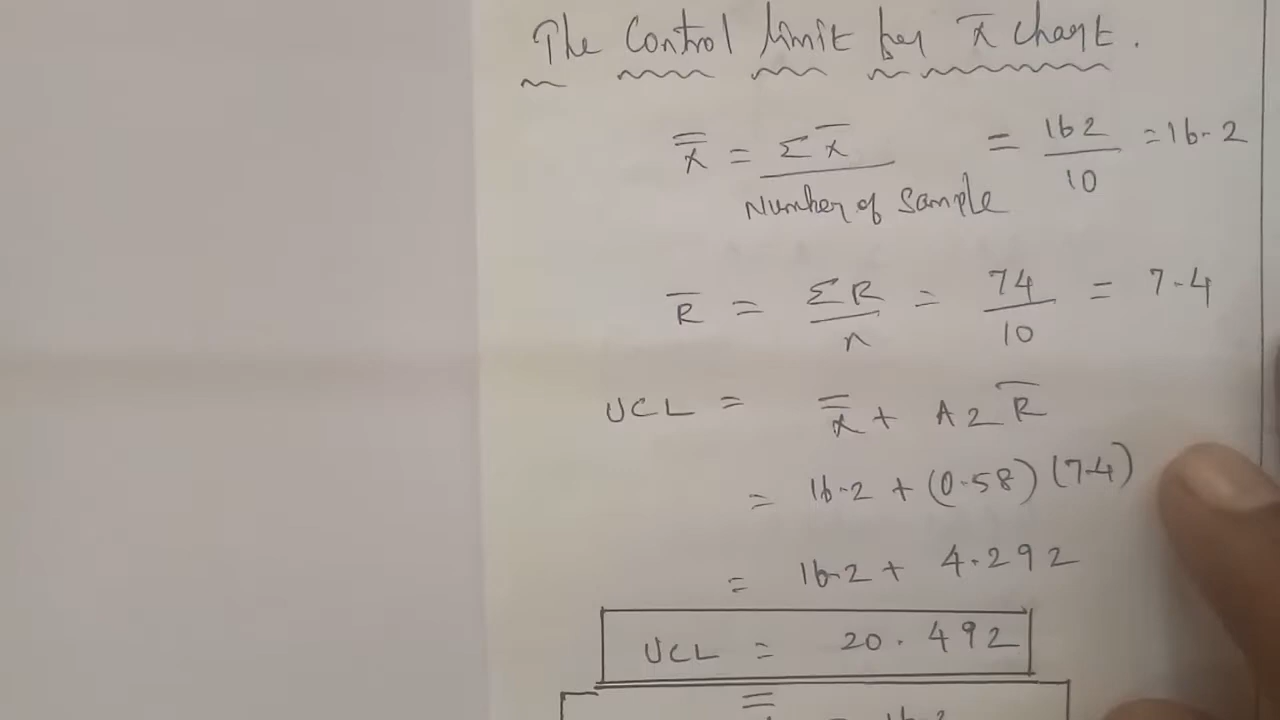 The Control limit for x̄ chart.
x̿ = Σx̄ / Number of Sample = 162 / 10 = 16.2
R̄ = ΣR / n = 74 / 10 = 7.4
UCL = x̿ + A2 R̄
= 16.2 + (0.58) (7.4)
= 16.2 + 4.292
UCL = 20.492